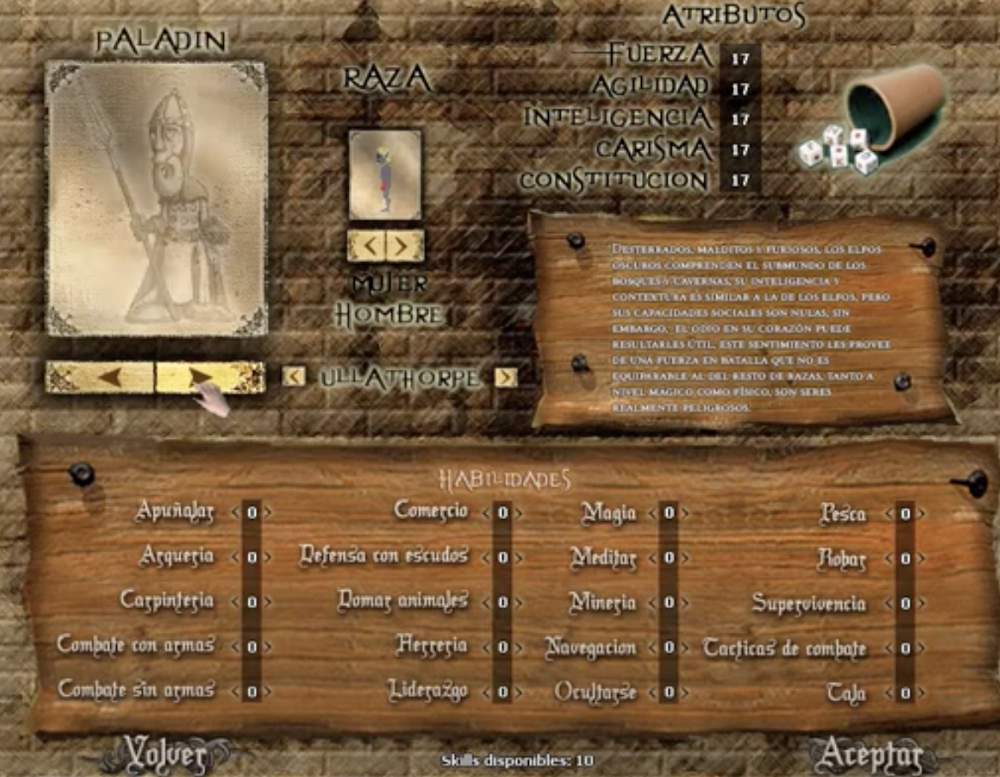 ATRIBUTOS
PALADIN
RAZA
FUERZA 17
AGILIDAD 17
INTELIGENCIA 17
CARISMA 17
CONSTITUCION 17
MUJER
HOMBRE
ULLATHORPE
DESTERRADOS, MALDITOS Y FURIOSOS, LOS ELFOS
OSCUROS COMPRENDEN EL SUBMUNDO DE LOS
BOSQUES Y CAVERNAS, SU INTELIGENCIA Y
CONTEXTURA ES SIMILAR A LA DE LOS ELFOS, PERO
SUS CAPACIDADES SOCIALES SON NULAS, SIN
EMBARGO, EL ODIO EN SU CORAZÓN PUEDE
RESULTARLES ÚTIL, ESTE SENTIMIENTO LES PROVEE
DE UNA FUERZA EN BATALLA QUE NO ES
EQUIPARABLE AL DEL RESTO DE RAZAS, TANTO A
NIVEL MÁGICO COMO FÍSICO, SON SERES
REALMENTE PELIGROSOS.
HABILIDADES
Apuñalar < 0 > Comercio < 0 > Magia < 0 > Pesca < 0 >
Arqueria < 0 > Defensa con escudos < 0 > Meditar < 0 > Robar < 0 >
Carpinteria < 0 > Domar animales < 0 > Mineria < 0 > Supervivencia < 0 >
Combate con armas < 0 > Herreria < 0 > Navegacion < 0 > Tacticas de combate < 0 >
Combate sin armas < 0 > Liderazgo < 0 > Ocultarse < 0 > Tala < 0 >
Volver Skills disponibles: 10 Aceptar